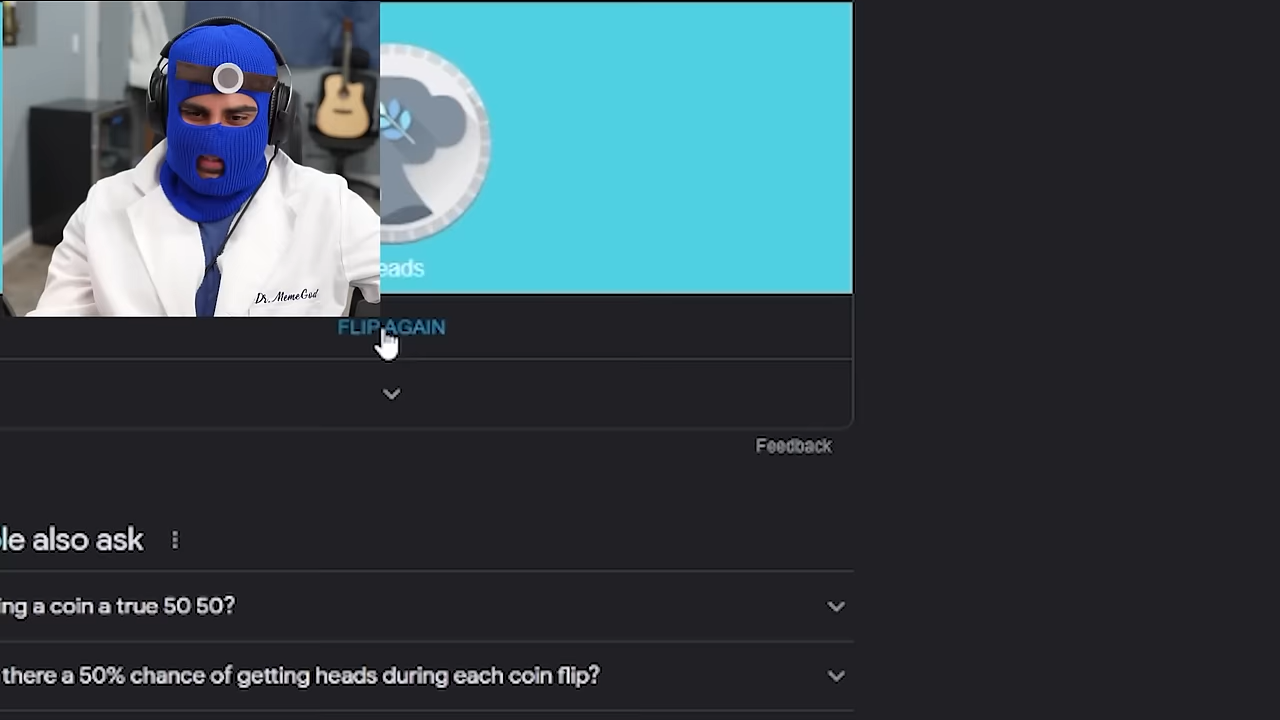 Dr. MemeGod
eads
FLIP AGAIN
Feedback
le also ask
ing a coin a true 50 50?
there a 50% chance of getting heads during each coin flip?